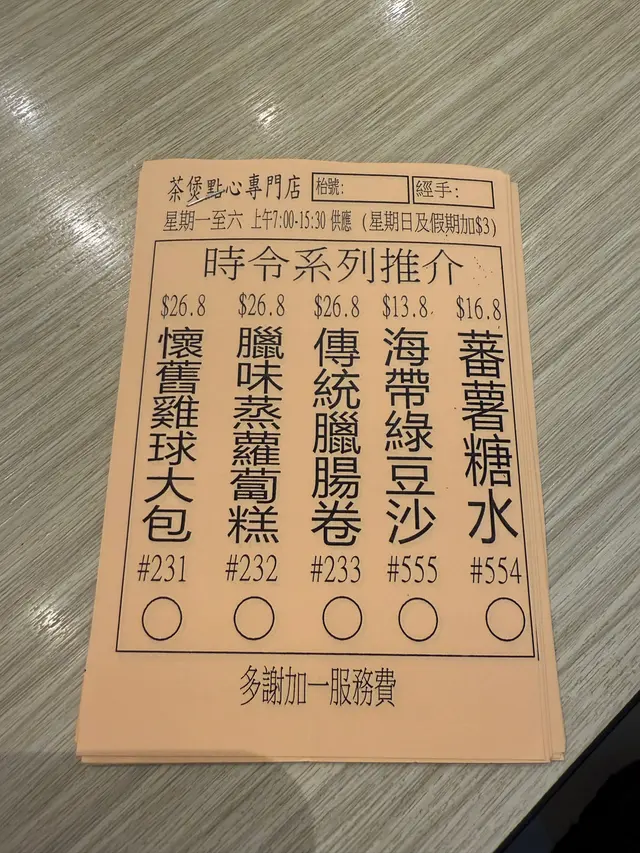 茶煲點心專門店 枱號: 經手:
星期一至六 上午7:00-15:30 供應 (星期日及假期加$3)
時令系列推介
$26.8 $26.8 $26.8 $13.8 $16.8
懷舊雞球大包
臘味蒸蘿蔔糕
傳統臘腸卷
海帶綠豆沙
蕃薯糖水
#231 #232 #233 #555 #554
多謝加一服務費